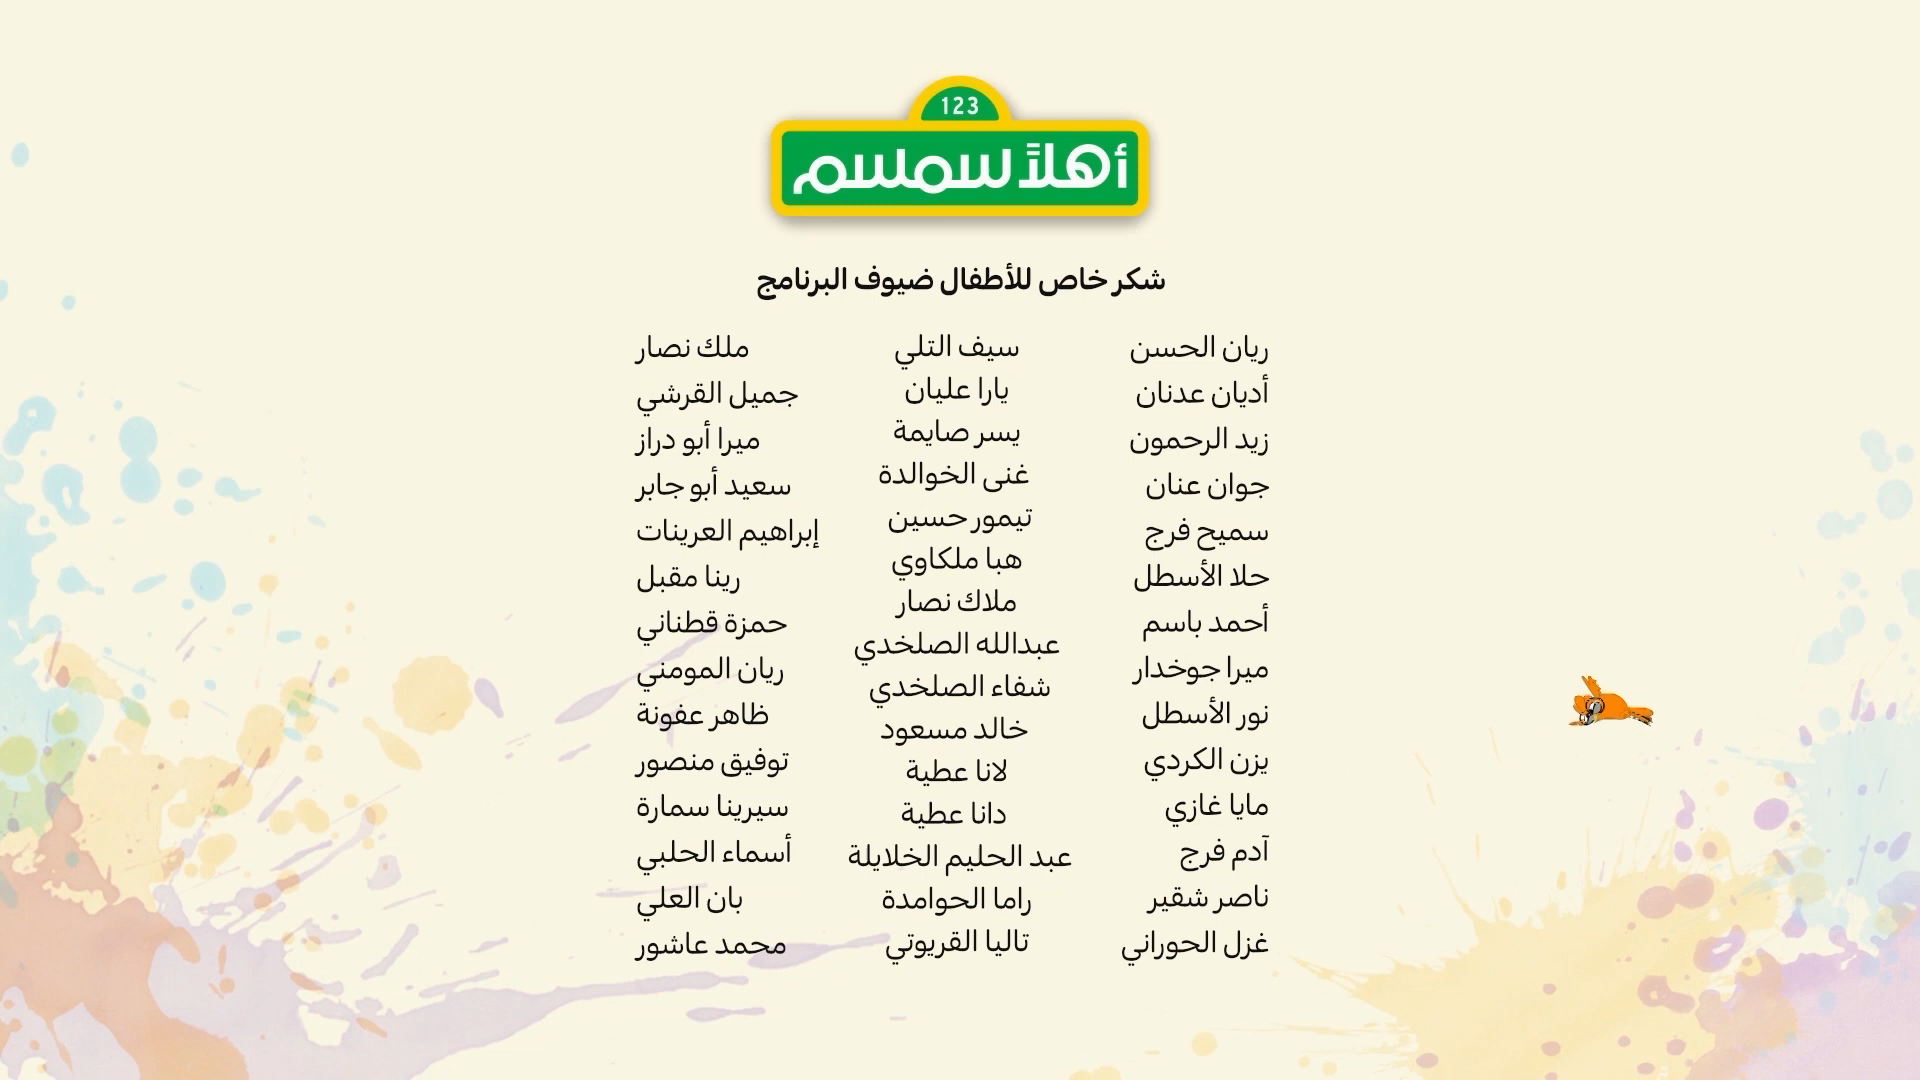 123
أهلاً سمسم
شكر خاص للأطفال ضيوف البرنامج
ريان الحسن
أديان عدنان
زيد الرحمون
جوان عنان
سميح فرج
حلا الأسطل
أحمد باسم
ميرا جوخدار
نور الأسطل
يزن الكردي
مايا غازي
آدم فرج
ناصر شقير
غزل الحوراني
سيف التلي
يارا عليان
يسر صايمة
غنى الخوالدة
تيمور حسين
هبا ملكاوي
ملاك نصار
عبدالله الصلخدي
شفاء الصلخدي
خالد مسعود
لانا عطية
دانا عطية
عبد الحليم الخلايلة
راما الحوامدة
تاليا القريوتي
ملك نصار
جميل القرشي
ميرا أبو دراز
سعيد أبو جابر
إبراهيم العرينات
رينا مقبل
حمزة قطناني
ريان المومني
ظاهر عفونة
توفيق منصور
سيرينا سمارة
أسماء الحلبي
بان العلي
محمد عاشور